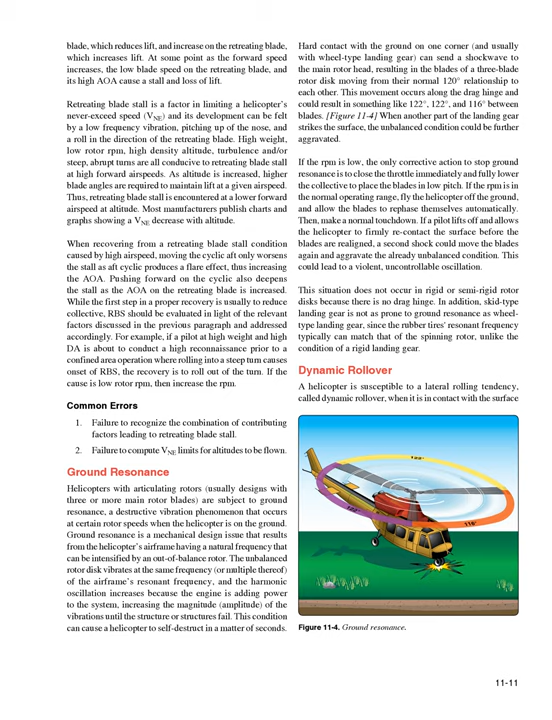 blade, which reduces lift, and increase on the retreating blade,
which increases lift. At some point as the forward speed
increases, the low blade speed on the retreating blade, and
its high AOA cause a stall and loss of lift.
Retreating blade stall is a factor in limiting a helicopter's
never-exceed speed (VNE) and its development can be felt
by a low frequency vibration, pitching up of the nose, and
a roll in the direction of the retreating blade. High weight,
low rotor rpm, high density altitude, turbulence and/or
steep, abrupt turns are all conducive to retreating blade stall
at high forward airspeeds. As altitude is increased, higher
blade angles are required to maintain lift at a given airspeed.
Thus, retreating blade stall is encountered at a lower forward
airspeed at altitude. Most manufacturers publish charts and
graphs showing a VNE decrease with altitude.
When recovering from a retreating blade stall condition
caused by high airspeed, moving the cyclic aft only worsens
the stall as aft cyclic produces a flare effect, thus increasing
the AOA. Pushing forward on the cyclic also deepens
the stall as the AOA on the retreating blade is increased.
While the first step in a proper recovery is usually to reduce
collective, RBS should be evaluated in light of the relevant
factors discussed in the previous paragraph and addressed
accordingly. For example, if a pilot at high weight and high
DA is about to conduct a high reconnaissance prior to a
confined area operation where rolling into a steep turn causes
onset of RBS, the recovery is to roll out of the turn. If the
cause is low rotor rpm, then increase the rpm.
Common Errors
1. Failure to recognize the combination of contributing
factors leading to retreating blade stall.
2. Failure to compute VNE limits for altitudes to be flown.
Ground Resonance
Helicopters with articulating rotors (usually designs with
three or more main rotor blades) are subject to ground
resonance, a destructive vibration phenomenon that occurs
at certain rotor speeds when the helicopter is on the ground.
Ground resonance is a mechanical design issue that results
from the helicopter's airframe having a natural frequency that
can be intensified by an out-of-balance rotor. The unbalanced
rotor disk vibrates at the same frequency (or multiple thereof)
of the airframe's resonant frequency, and the harmonic
oscillation increases because the engine is adding power
to the system, increasing the magnitude (amplitude) of the
vibrations until the structure or structures fail. This condition
can cause a helicopter to self-destruct in a matter of seconds.
Hard contact with the ground on one corner (and usually
with wheel-type landing gear) can send a shockwave to
the main rotor head, resulting in the blades of a three-blade
rotor disk moving from their normal 120° relationship to
each other. This movement occurs along the drag hinge and
could result in something like 122°, 122°, and 116° between
blades. [Figure 11-4] When another part of the landing gear
strikes the surface, the unbalanced condition could be further
aggravated.
If the rpm is low, the only corrective action to stop ground
resonance is to close the throttle immediately and fully lower
the collective to place the blades in low pitch. If the rpm is in
the normal operating range, fly the helicopter off the ground,
and allow the blades to rephase themselves automatically.
Then, make a normal touchdown. If a pilot lifts off and allows
the helicopter to firmly re-contact the surface before the
blades are realigned, a second shock could move the blades
again and aggravate the already unbalanced condition. This
could lead to a violent, uncontrollable oscillation.
This situation does not occur in rigid or semi-rigid rotor
disks because there is no drag hinge. In addition, skid-type
landing gear is not as prone to ground resonance as wheel-
type landing gear, since the rubber tires' resonant frequency
typically can match that of the spinning rotor, unlike the
condition of a rigid landing gear.
Dynamic Rollover
A helicopter is susceptible to a lateral rolling tendency,
called dynamic rollover, when it is in contact with the surface
122°
122°
116°
Figure 11-4. Ground resonance.
11-11